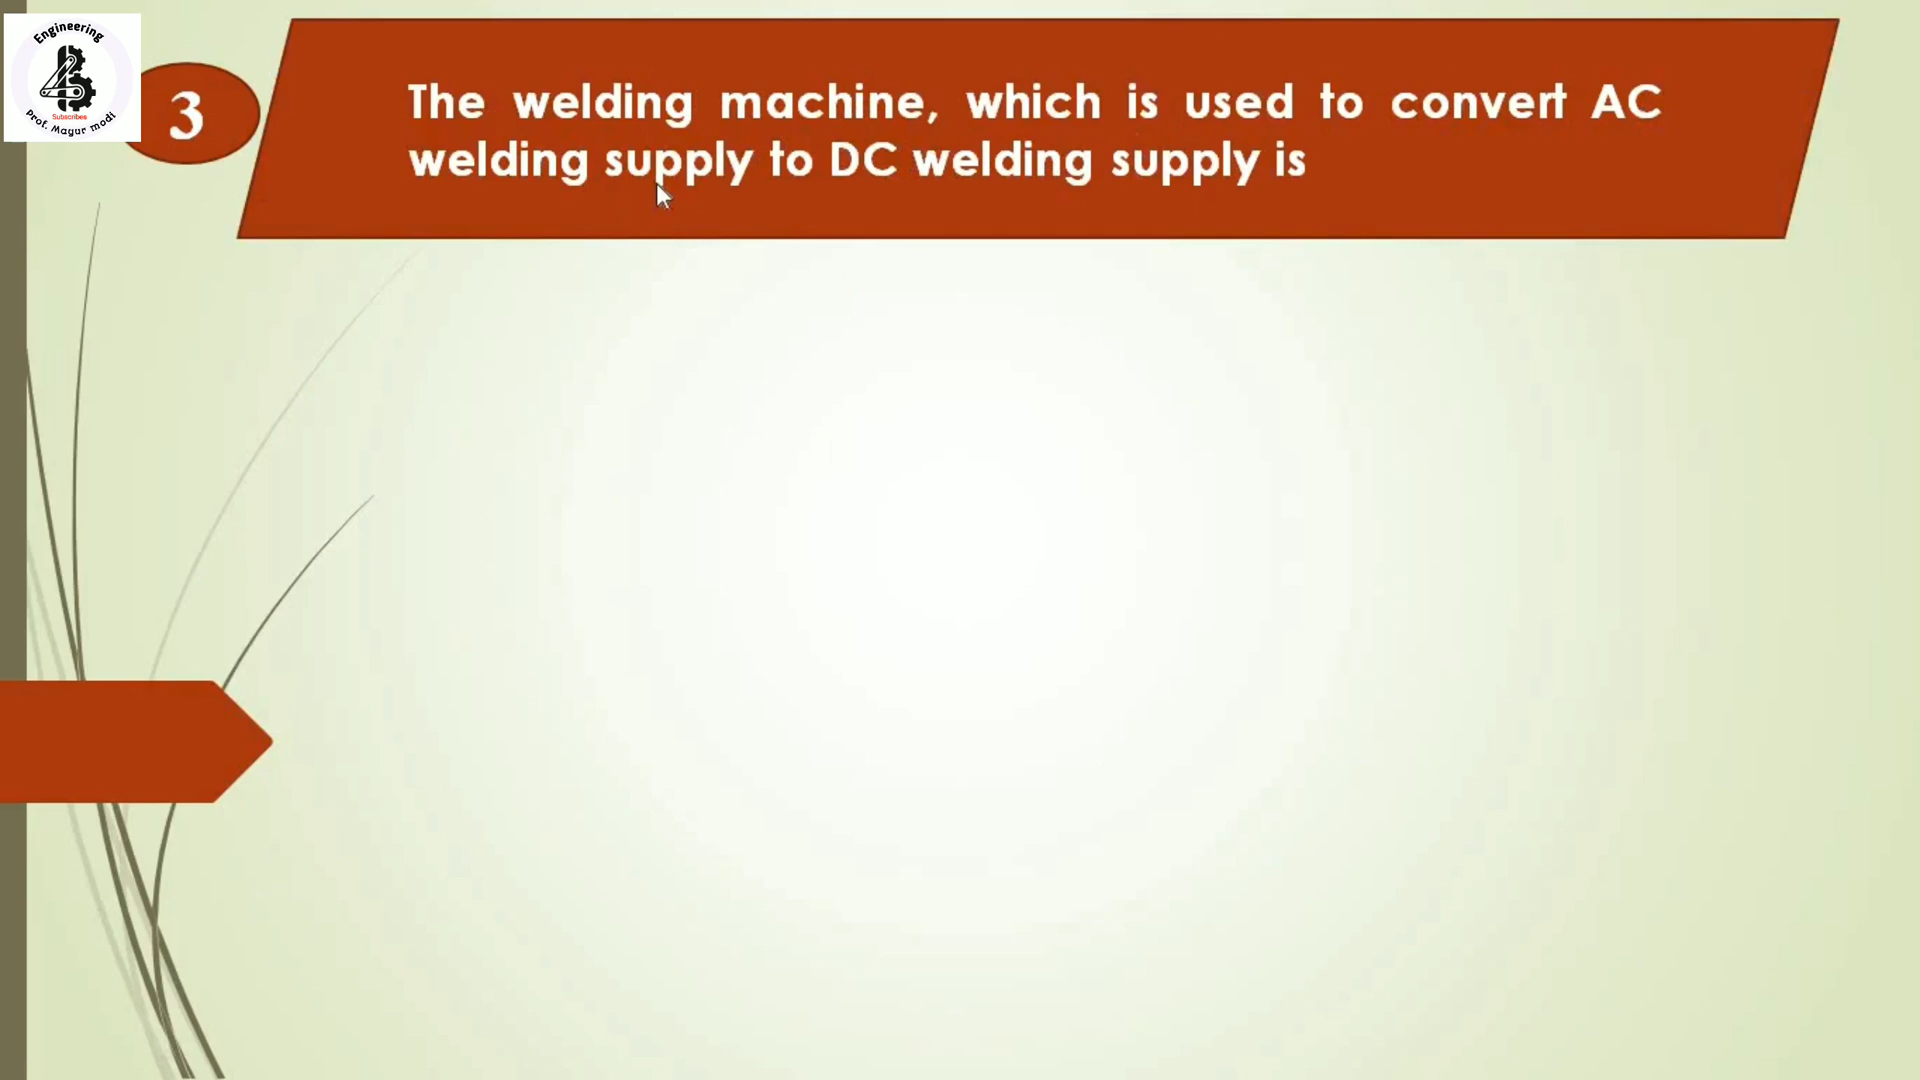 Engineering
Subscribes
Prof. Mayur modi
3
The welding machine, which is used to convert AC
welding supply to DC welding supply is